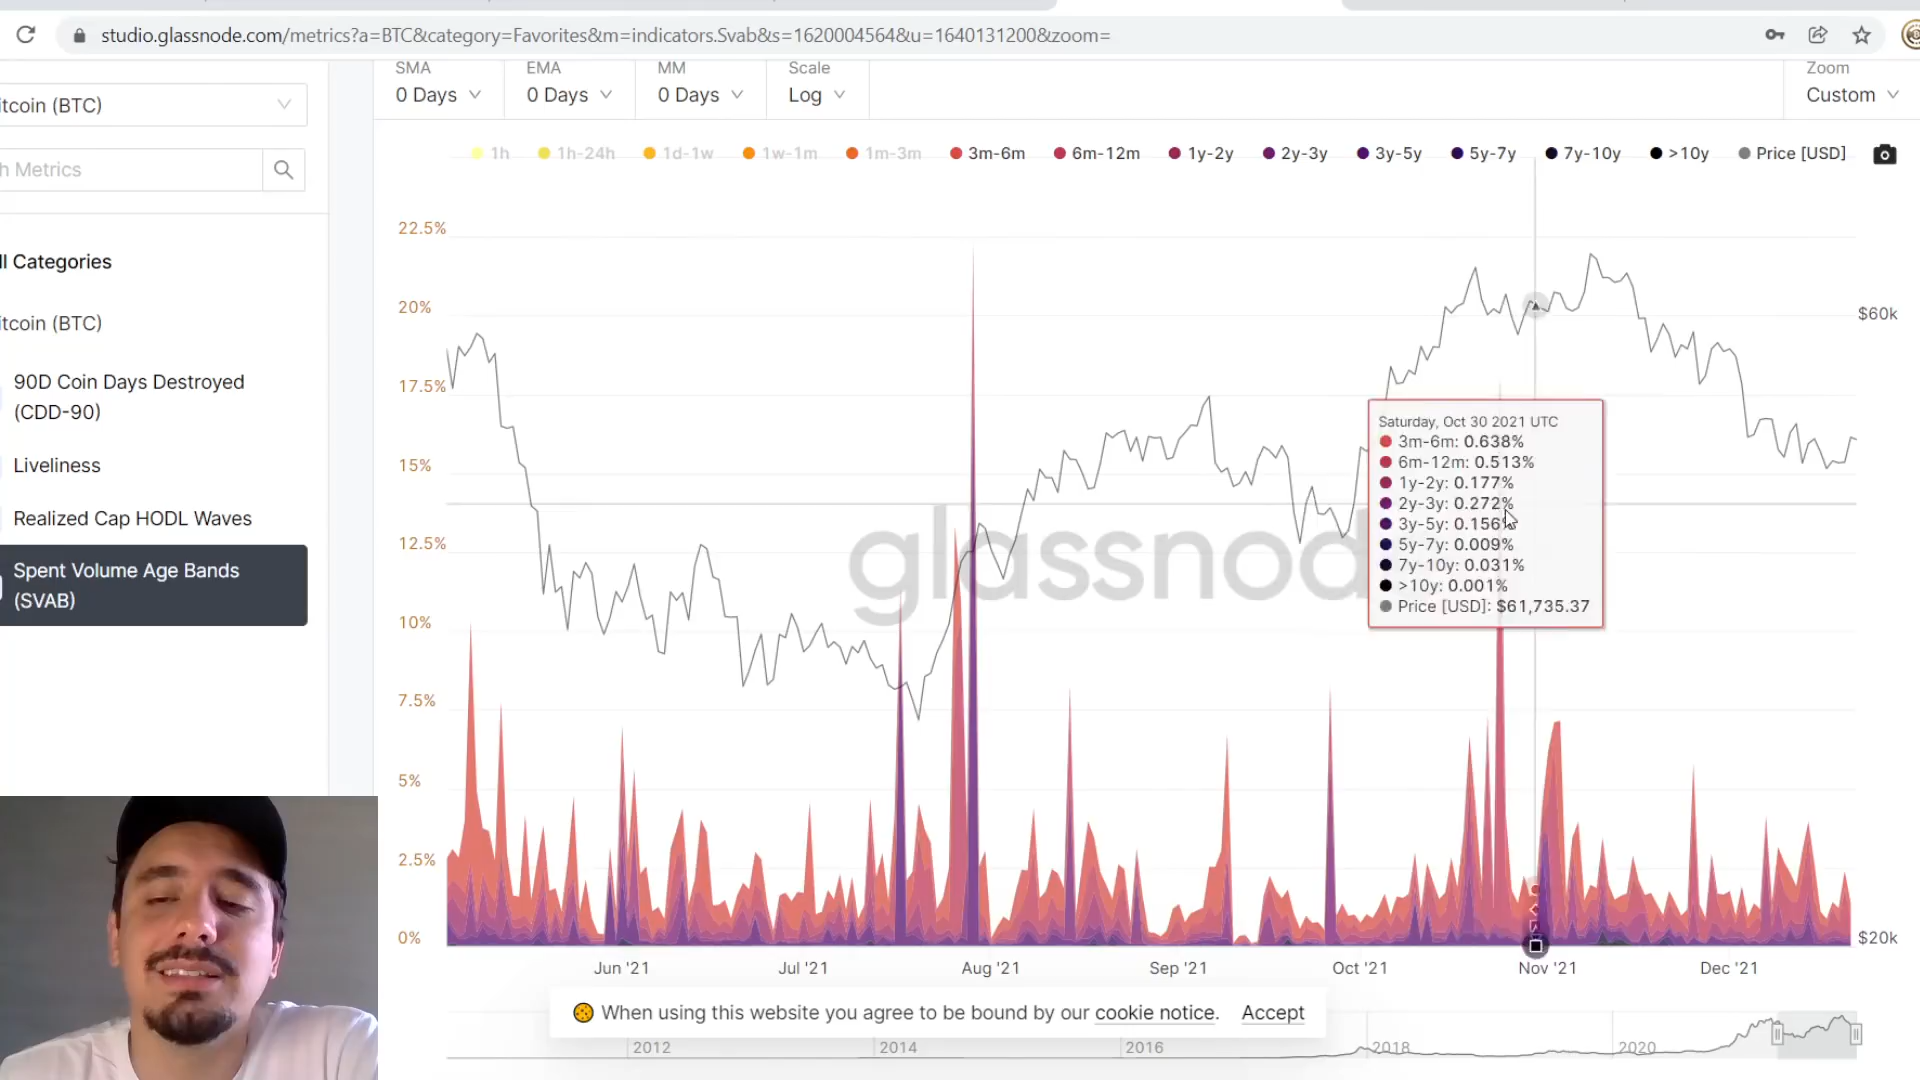 studio.glassnode.com/metrics?a=BTC&category=Favorites&m=indicators.Svab&s=1620004564&u=1640131200&zoom=
SMA
0 Days
EMA
0 Days
MM
0 Days
Scale
Log
Zoom
Custom
itcoin (BTC)
h Metrics
ll Categories
itcoin (BTC)
90D Coin Days Destroyed
(CDD-90)
Liveliness
Realized Cap HODL Waves
Spent Volume Age Bands
(SVAB)
1h
1h-24h
1d-1w
1w-1m
1m-3m
3m-6m
6m-12m
1y-2y
2y-3y
3y-5y
5y-7y
7y-10y
>10y
Price [USD]
22.5%
20%
17.5%
15%
12.5%
10%
7.5%
5%
2.5%
0%
$60k
$20k
glassnod
Saturday, Oct 30 2021 UTC
3m-6m: 0.638%
6m-12m: 0.513%
1y-2y: 0.177%
2y-3y: 0.272%
3y-5y: 0.156%
5y-7y: 0.009%
7y-10y: 0.031%
>10y: 0.001%
Price [USD]: $61,735.37
Jun '21
Jul '21
Aug '21
Sep '21
Oct '21
Nov '21
Dec '21
When using this website you agree to be bound by our cookie notice. Accept
2012
2014
2016
2018
2020